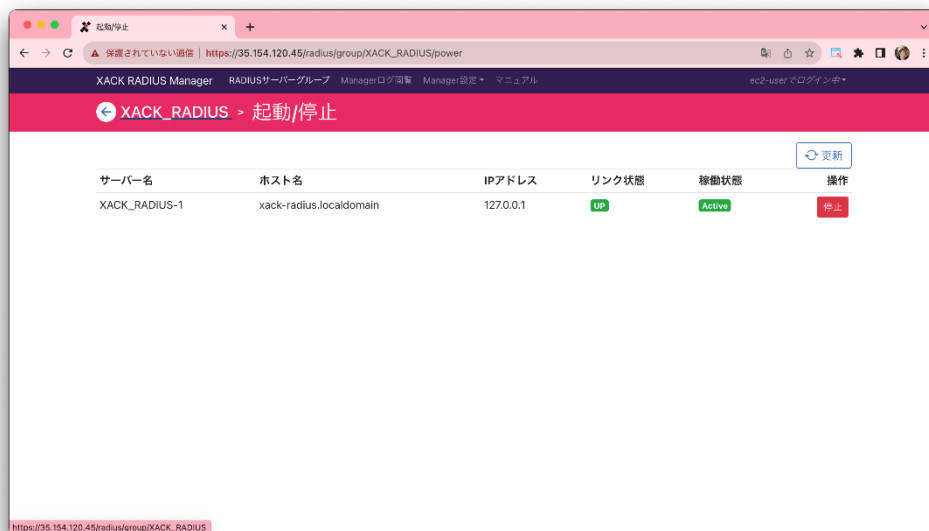 起動/停止
保護されていない通信 https://35.154.120.45/radius/group/XACK_RADIUS/power
XACK RADIUS Manager RADIUSサーバーグループ Managerログ閲覧 Manager設定 マニュアル ec2-userでログイン中
XACK_RADIUS > 起動/停止
更新
サーバー名 ホスト名 IPアドレス リンク状態 稼働状態 操作
XACK_RADIUS-1 xack-radius.localdomain 127.0.0.1 UP Active 停止
https://35.154.120.45/radius/group/XACK_RADIUS